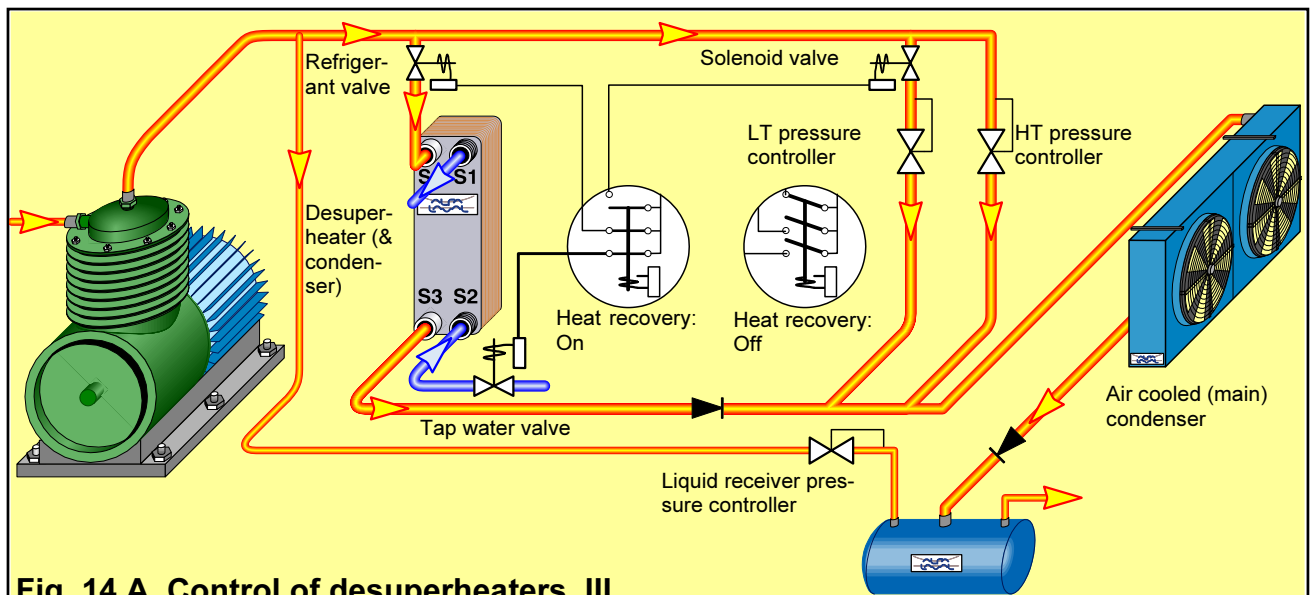 Refriger-
ant valve
Solenoid valve
LT pressure
controller
HT pressure
controller
S1
Desuper-
heater (&
conden-
ser)
S3 S2
Heat recovery:
On
Heat recovery:
Off
Air cooled (main)
condenser
Tap water valve
Liquid receiver pres-
sure controller
Fig. 14 A. Control of desuperheaters, III